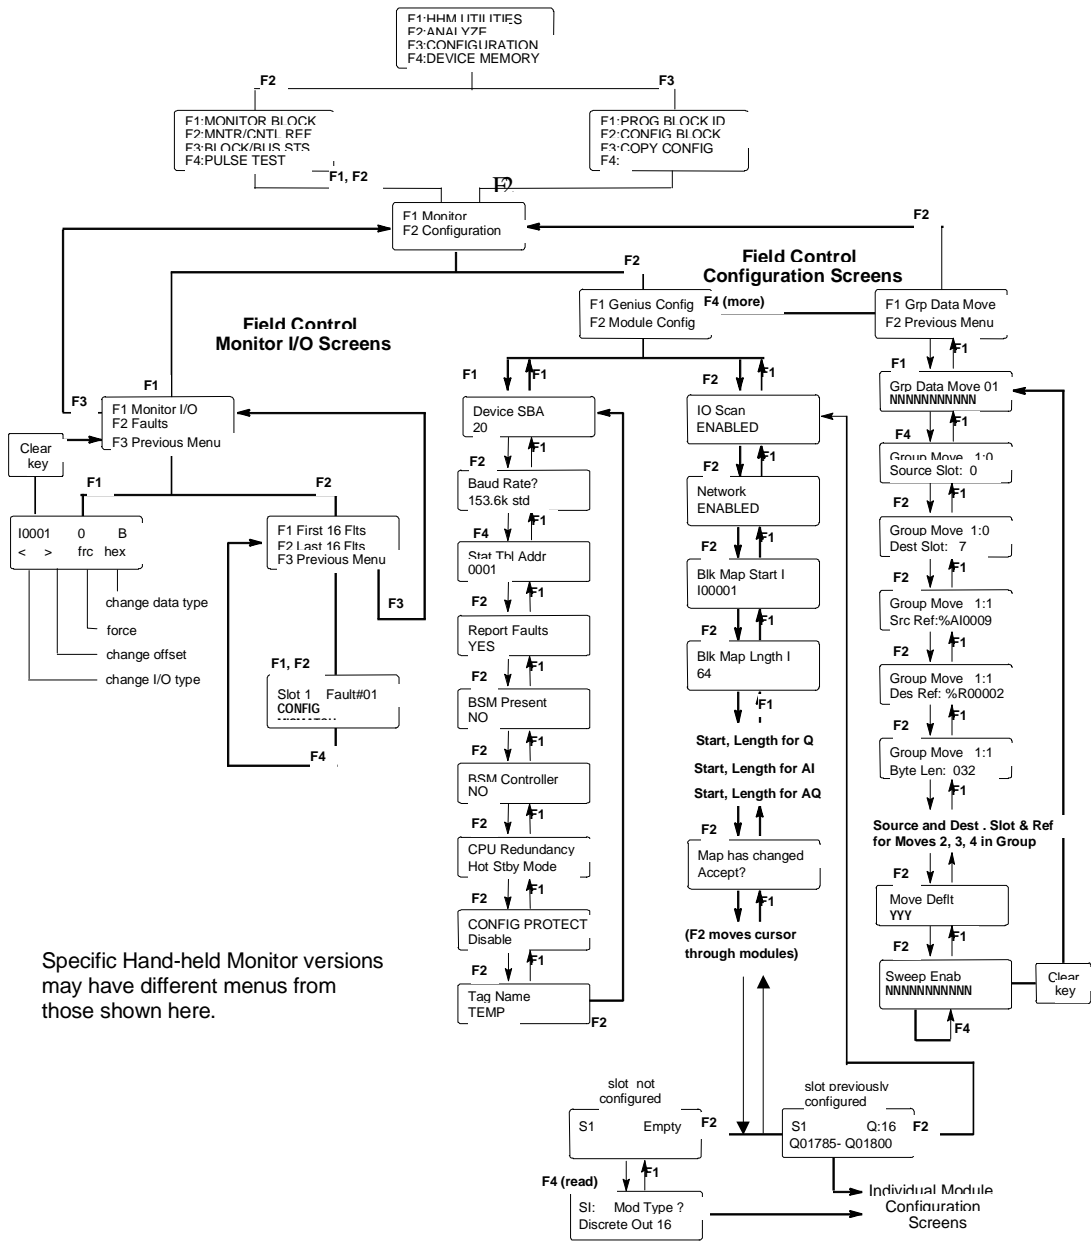 F1:HHM UTILITIES
F2:ANALYZE
F3:CONFIGURATION
F4:DEVICE MEMORY
F2
F3
F1:MONITOR BLOCK
F2:MNTR/CNTL REF
F3:BLOCK/BUS STS
F4:PULSE TEST
F1:PROG BLOCK ID
F2:CONFIG BLOCK
F3:COPY CONFIG
F4:
F1, F2
F2
F1 Monitor
F2 Configuration
F2
F2
Field Control
Configuration Screens
F1 Genius Config
F2 Module Config
F4 (more)
F1 Grp Data Move
F2 Previous Menu
Field Control
Monitor I/O Screens
F1
F3
F1 Monitor I/O
F2 Faults
F3 Previous Menu
Clear
key
F1
F2
I0001 0 B
< > frc hex
change data type
force
change offset
change I/O type
F1 First 16 Flts
F2 Last 16 Flts
F3 Previous Menu
F3
F1, F2
Slot 1 Fault#01
CONFIG
MISMATCH
F4
F1
F1
Device SBA
20
F2
F1
Baud Rate?
153.6k std
F4
F1
Stat Tbl Addr
0001
F2
F1
Report Faults
YES
F2
F1
BSM Present
NO
F2
F1
BSM Controller
NO
F2
F1
CPU Redundancy
Hot Stby Mode
F2
F1
CONFIG PROTECT
Disable
F2
F1
Tag Name
TEMP
F2
F2
F1
IO Scan
ENABLED
F2
F1
Network
ENABLED
F2
F1
Blk Map Start I
I00001
F2
F1
Blk Map Lngth I
64
F1
Start, Length for Q
Start, Length for AI
Start, Length for AQ
F2
Map has changed
Accept?
F1
(F2 moves cursor
through modules)
F1
F1
Grp Data Move 01
NNNNNNNNNNN
F4
F1
Group Move 1:0
Source Slot: 0
F2
F1
Group Move 1:0
Dest Slot: 7
F2
F1
Group Move 1:1
Src Ref:%AI0009
F2
F1
Group Move 1:1
Des Ref: %R00002
F2
F1
Group Move 1:1
Byte Len: 032
F1
Source and Dest . Slot & Ref
for Moves 2, 3, 4 in Group
F2
Move Deflt
YYY
F2
F1
Sweep Enab
NNNNNNNNNNN
F4
Clear
key
Specific Hand-held Monitor versions
may have different menus from
those shown here.
slot not
configured
S1 Empty
F2
slot previously
configured
S1 Q:16
Q01785- Q01800
F2
F4 (read)
F1
SI: Mod Type ?
Discrete Out 16
Individual Module
Configuration
Screens